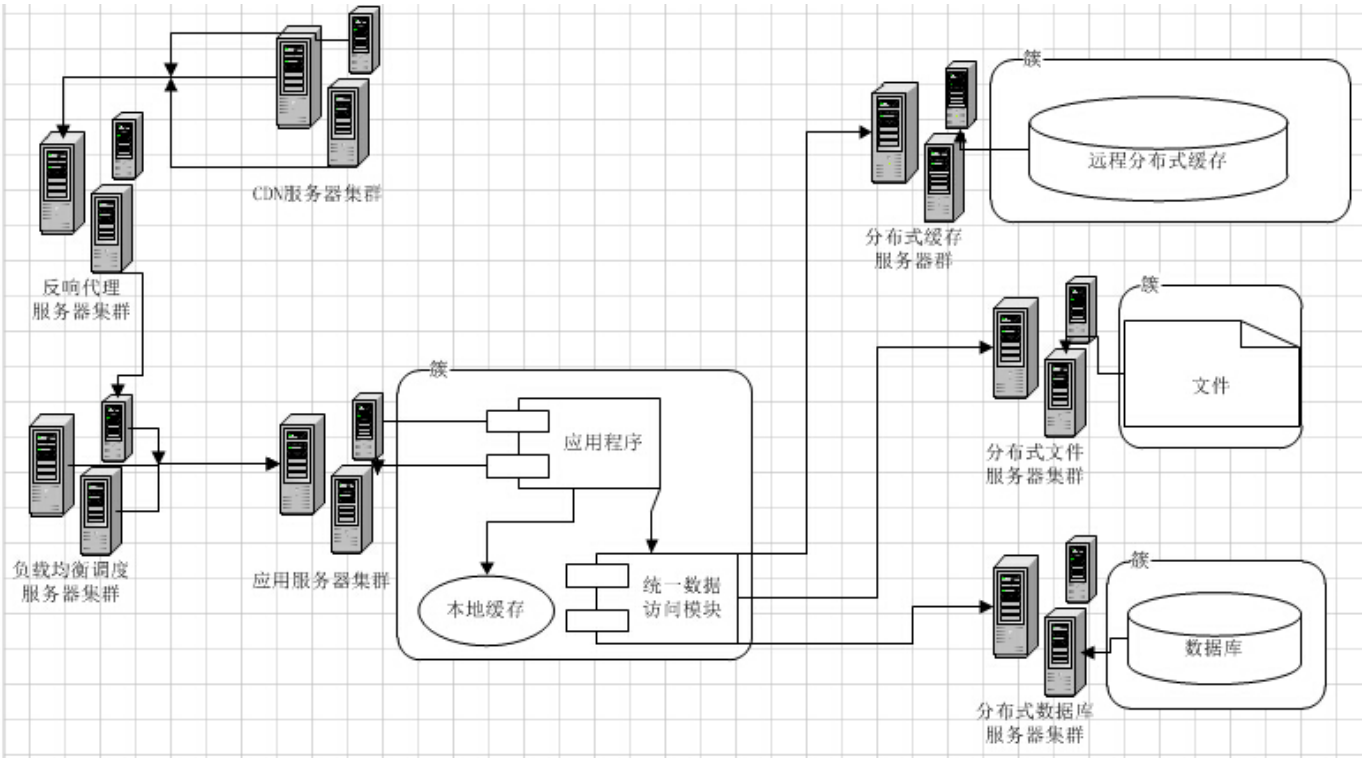 CDN服务器集群
反响代理
服务器集群
负载均衡调度
服务器集群
应用服务器集群
簇
应用程序
本地缓存
统一数据
访问模块
簇
远程分布式缓存
分布式缓存
服务器群
簇
文件
分布式文件
服务器集群
簇
数据库
分布式数据库
服务器集群